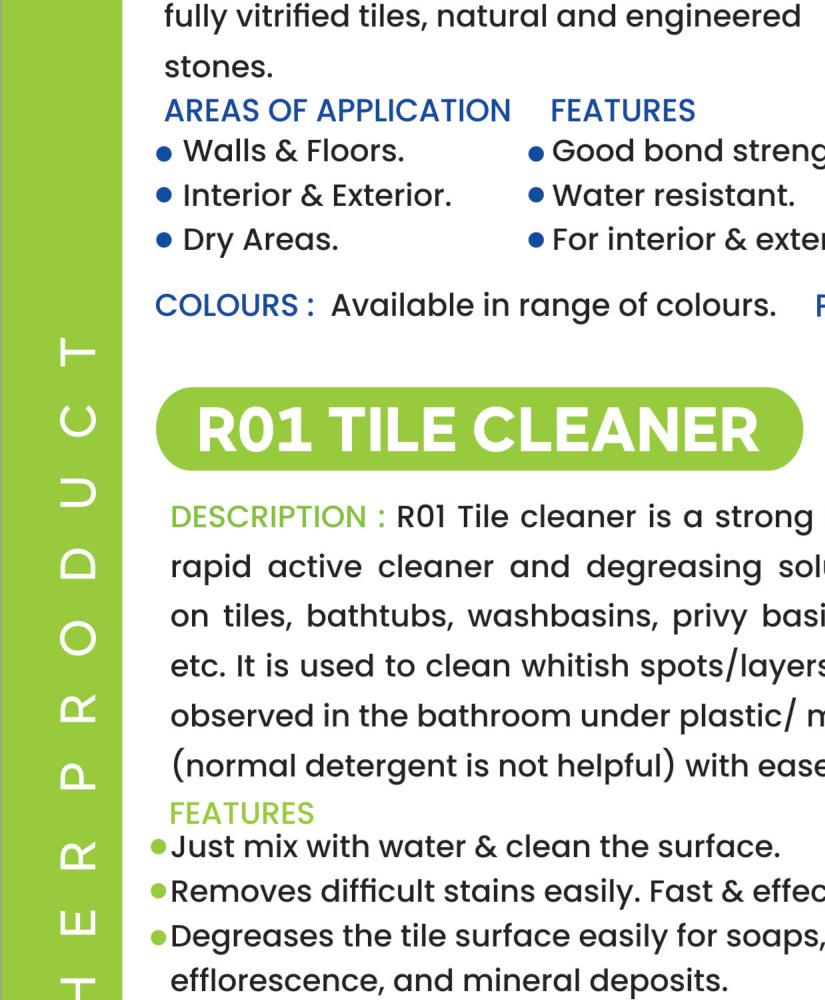 fully vitrified tiles, natural and engineered
stones.
AREAS OF APPLICATION
Walls & Floors.
Interior & Exterior.
Dry Areas.
FEATURES
Good bond
Water resistant.
For interior &
COLOURS : Available in range of colours.
R01 TILE CLEANER
DESCRIPTION : R01 Tile cleaner is a strong
rapid active cleaner and degreasing
on tiles, bathtubs, washbasins, privy
etc. It is used to clean whitish spots/layers
observed in the bathroom under plastic/
(normal detergent is not helpful) with ease
FEATURES
Just mix with water & clean the surface.
Removes difficult stains easily. Fast &
Degreases the tile surface easily for soaps,
efflorescence, and mineral deposits.
HER PRODUCT